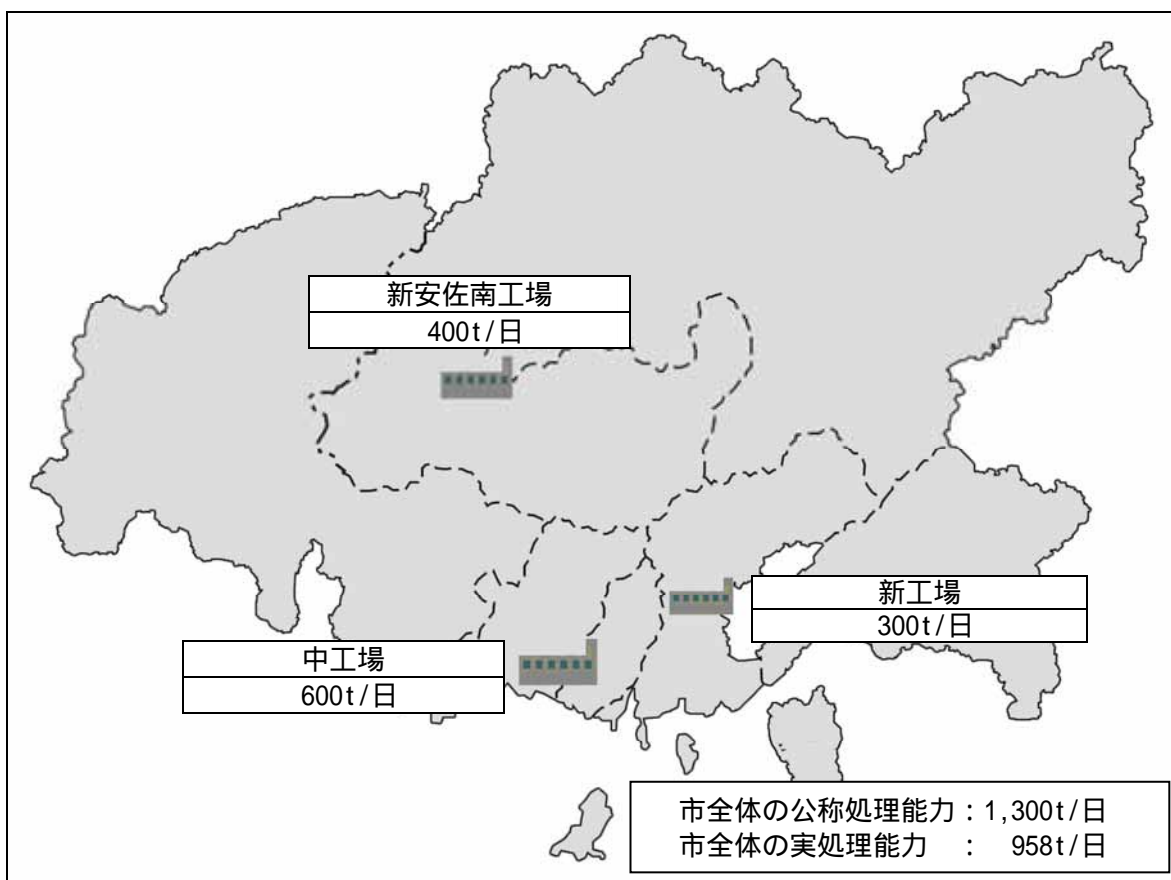 新安佐南工場
400t/日
新工場
300t/日
中工場
600t/日
市全体の公称処理能力：1,300t/日
市全体の実処理能力　：　958t/日